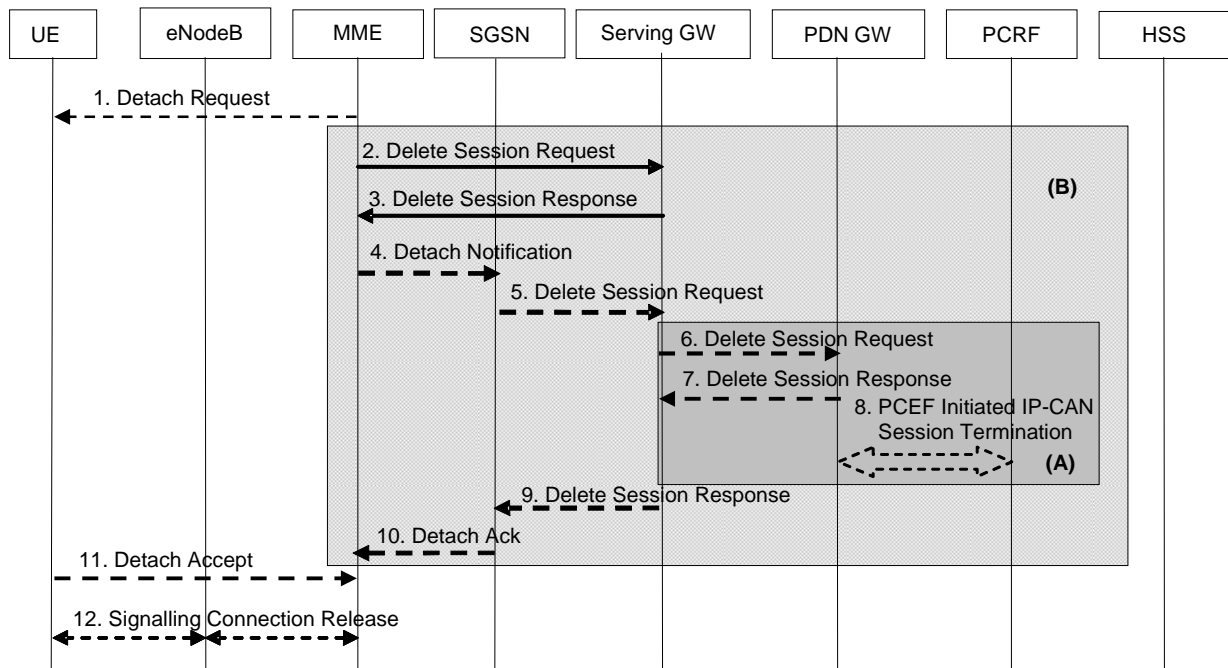 UE
eNodeB
MME
SGSN
Serving GW
PDN GW
PCRF
HSS
1. Detach Request
2. Delete Session Request
(B)
3. Delete Session Response
4. Detach Notification
5. Delete Session Request
6. Delete Session Request
7. Delete Session Response
8. PCEF Initiated IP-CAN
Session Termination
(A)
9. Delete Session Response
10. Detach Ack
11. Detach Accept
12. Signalling Connection Release